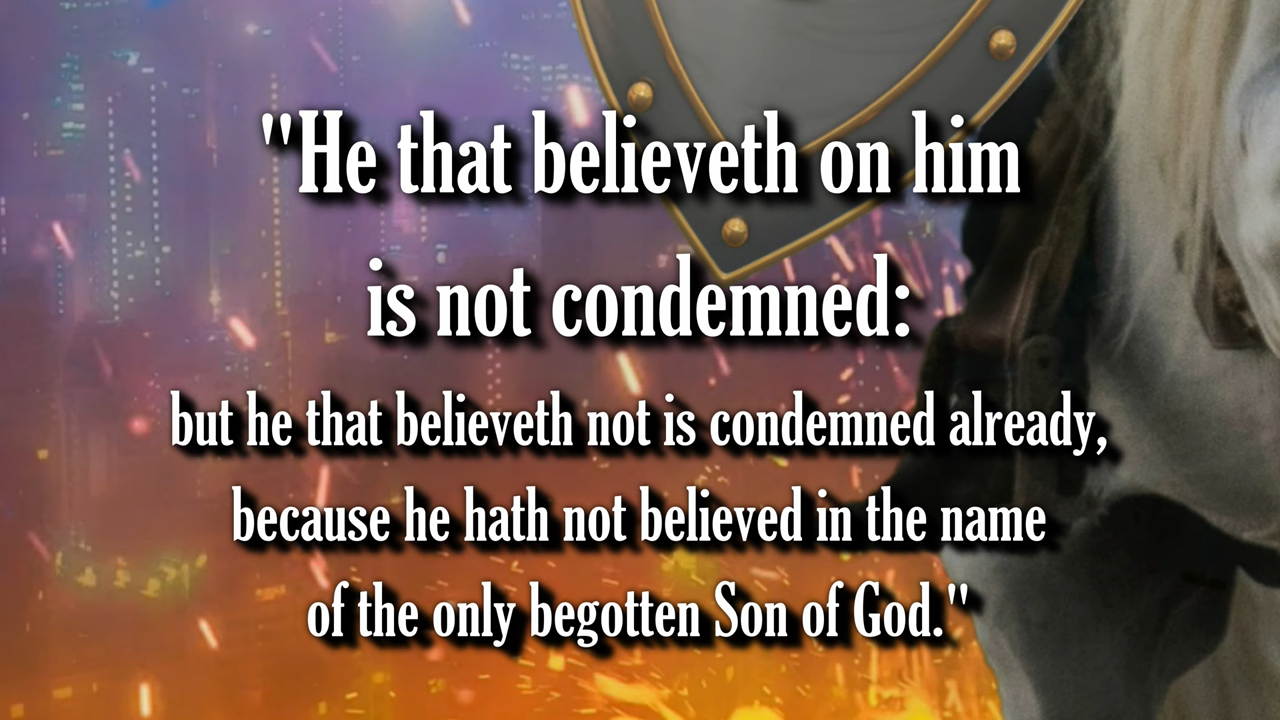 "He that believeth on him
is not condemned:
but he that believeth not is condemned already,
because he hath not believed in the name
of the only begotten Son of God."